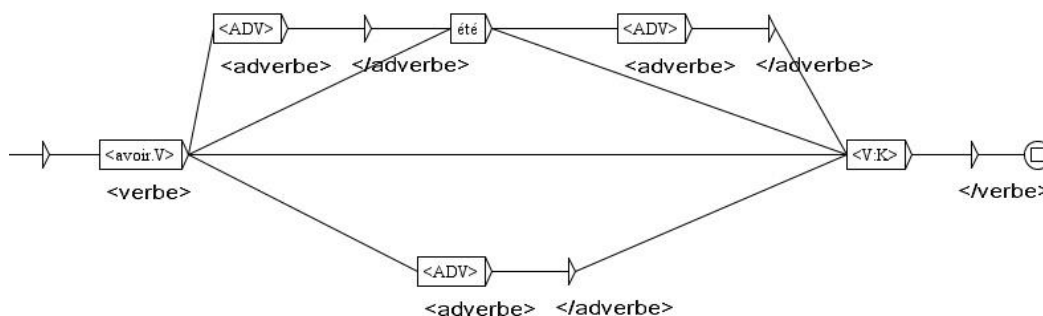 <ADV> été <ADV>
<adverbe> </adverbe> <adverbe> </adverbe>
<avoir.V> <V:K>
<verbe> </verbe>
<ADV>
<adverbe> </adverbe>